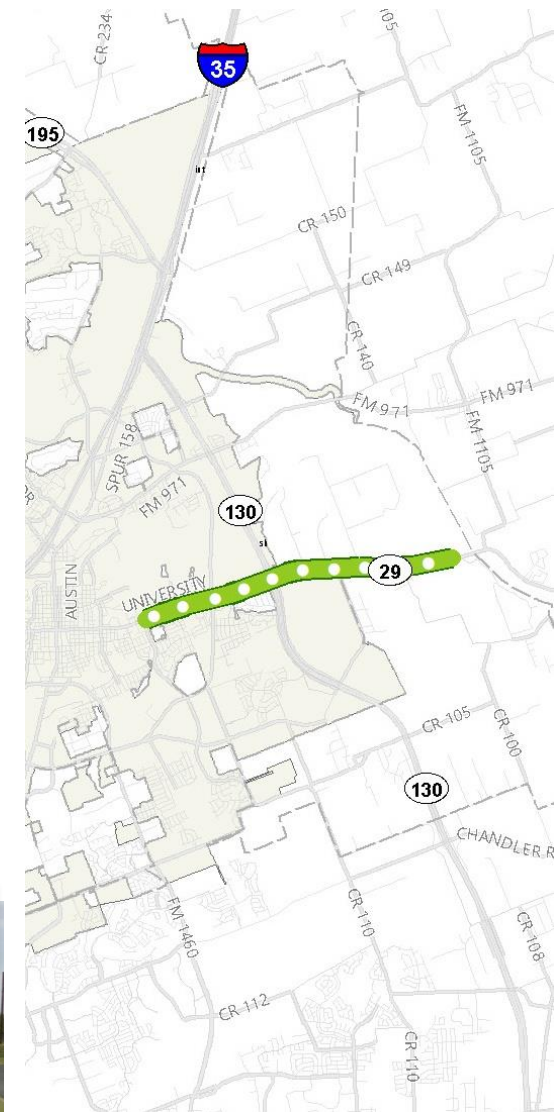 CR 234
35
105
195
FM 1105
CR 150
CR 149
CR 140
FM 971
FM 971
SPUR 158
FM 1105
FM 971
130
29
UNIVERSITY
AUSTIN
CR 105
CR 100
130
CHANDLER R
FM 1460
CR 110
CR 108
CR 112
CR 110